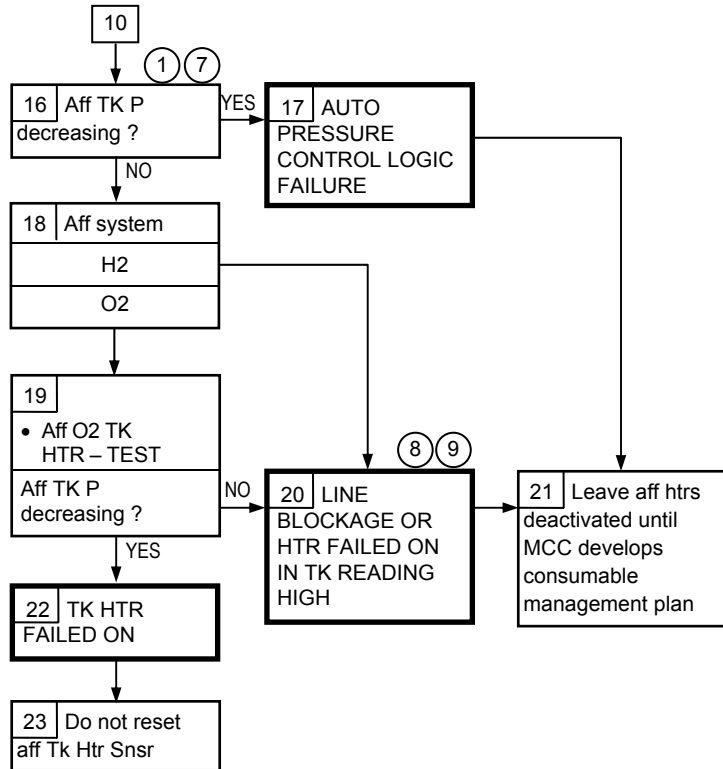 10
1 7
16 Aff TK P
decreasing ?
YES
17 AUTO
PRESSURE
CONTROL LOGIC
FAILURE
NO
18 Aff system
H2
O2
19
• Aff O2 TK
HTR – TEST
Aff TK P
decreasing ?
NO
8 9
20 LINE
BLOCKAGE OR
HTR FAILED ON
IN TK READING
HIGH
21 Leave aff htrs
deactivated until
MCC develops
consumable
management plan
YES
22 TK HTR
FAILED ON
23 Do not reset
aff Tk Htr Snsr